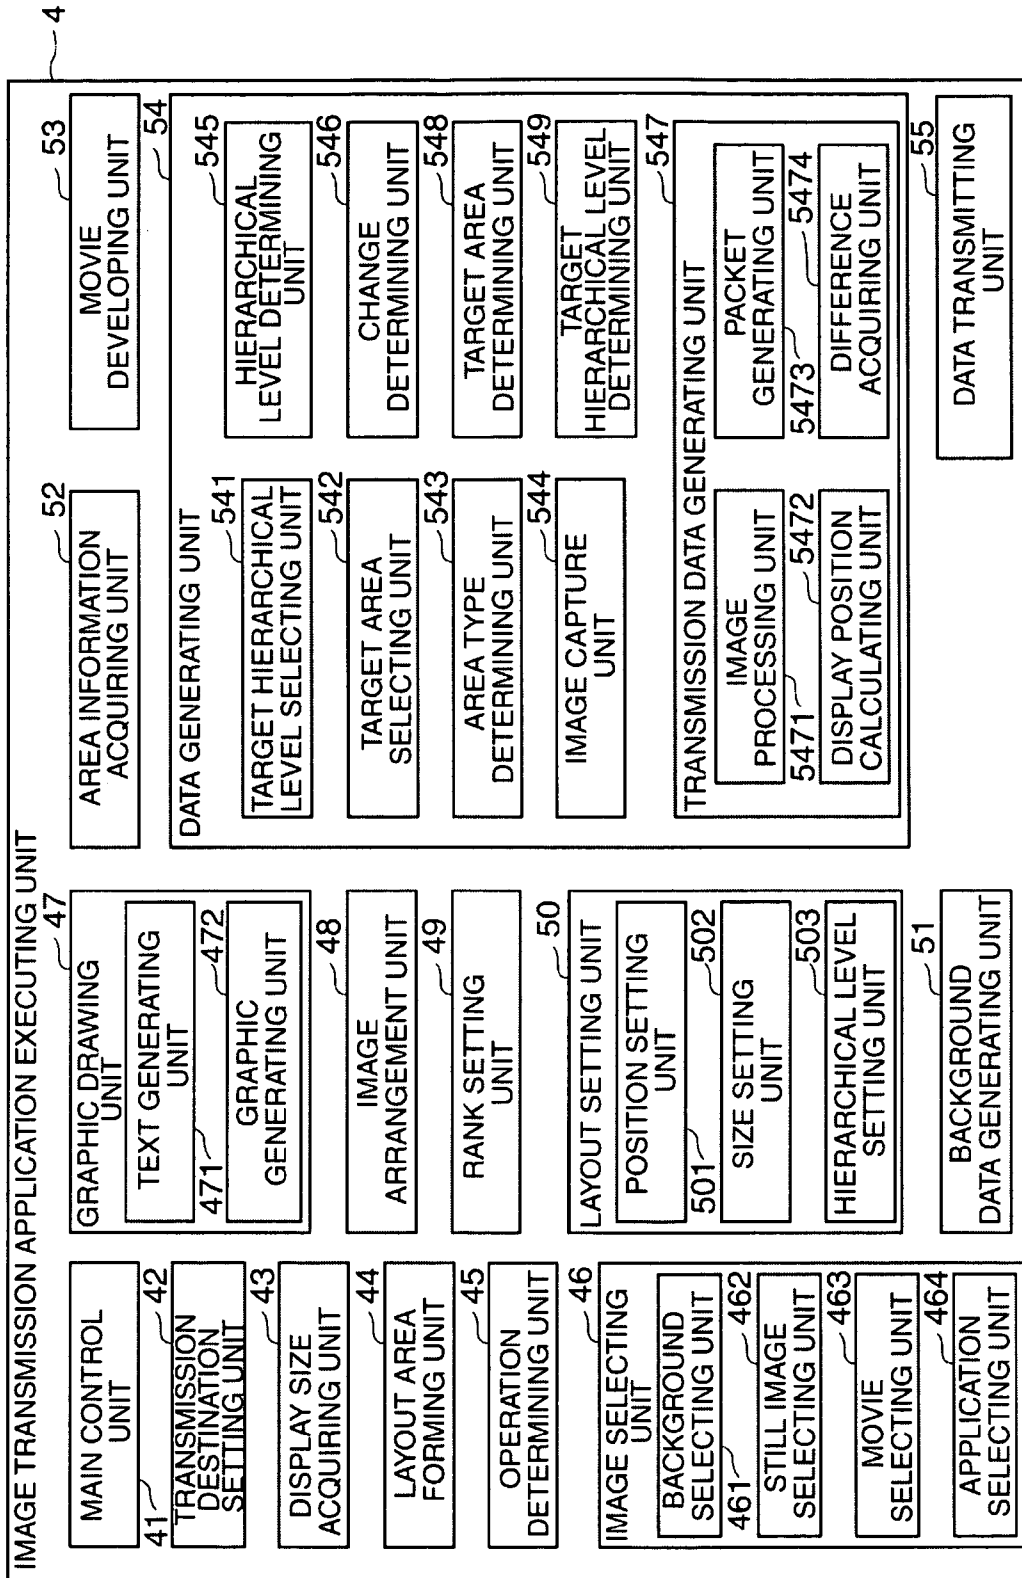 IMAGE TRANSMISSION APPLICATION EXECUTING UNIT
4
MAIN CONTROL
UNIT
41
TRANSMISSION
DESTINATION
SETTING UNIT
42
DISPLAY SIZE
ACQUIRING UNIT
43
LAYOUT AREA
FORMING UNIT
44
OPERATION
DETERMINING UNIT
45
IMAGE SELECTING
UNIT
46
BACKGROUND
SELECTING UNIT
461
STILL IMAGE
SELECTING UNIT
462
MOVIE
SELECTING UNIT
463
APPLICATION
SELECTING UNIT
464
GRAPHIC DRAWING
UNIT
47
TEXT GENERATING
UNIT
471
GRAPHIC
GENERATING UNIT
472
IMAGE
ARRANGEMENT UNIT
48
RANK SETTING
UNIT
49
LAYOUT SETTING UNIT
50
POSITION SETTING
UNIT
501
SIZE SETTING
UNIT
502
HIERARCHICAL LEVEL
SETTING UNIT
503
BACKGROUND
DATA GENERATING UNIT
51
AREA INFORMATION
ACQUIRING UNIT
52
MOVIE
DEVELOPING UNIT
53
DATA GENERATING UNIT
54
TARGET HIERARCHICAL
LEVEL SELECTING UNIT
541
TARGET AREA
SELECTING UNIT
542
AREA TYPE
DETERMINING UNIT
543
IMAGE CAPTURE
UNIT
544
HIERARCHICAL
LEVEL DETERMINING
UNIT
545
CHANGE
DETERMINING UNIT
546
TARGET AREA
DETERMINING UNIT
548
TARGET
HIERARCHICAL LEVEL
DETERMINING UNIT
549
TRANSMISSION DATA GENERATING UNIT
547
IMAGE
PROCESSING UNIT
5471
DISPLAY POSITION
CALCULATING UNIT
5472
PACKET
GENERATING UNIT
5473
DIFFERENCE
ACQUIRING UNIT
5474
DATA TRANSMITTING
UNIT
55